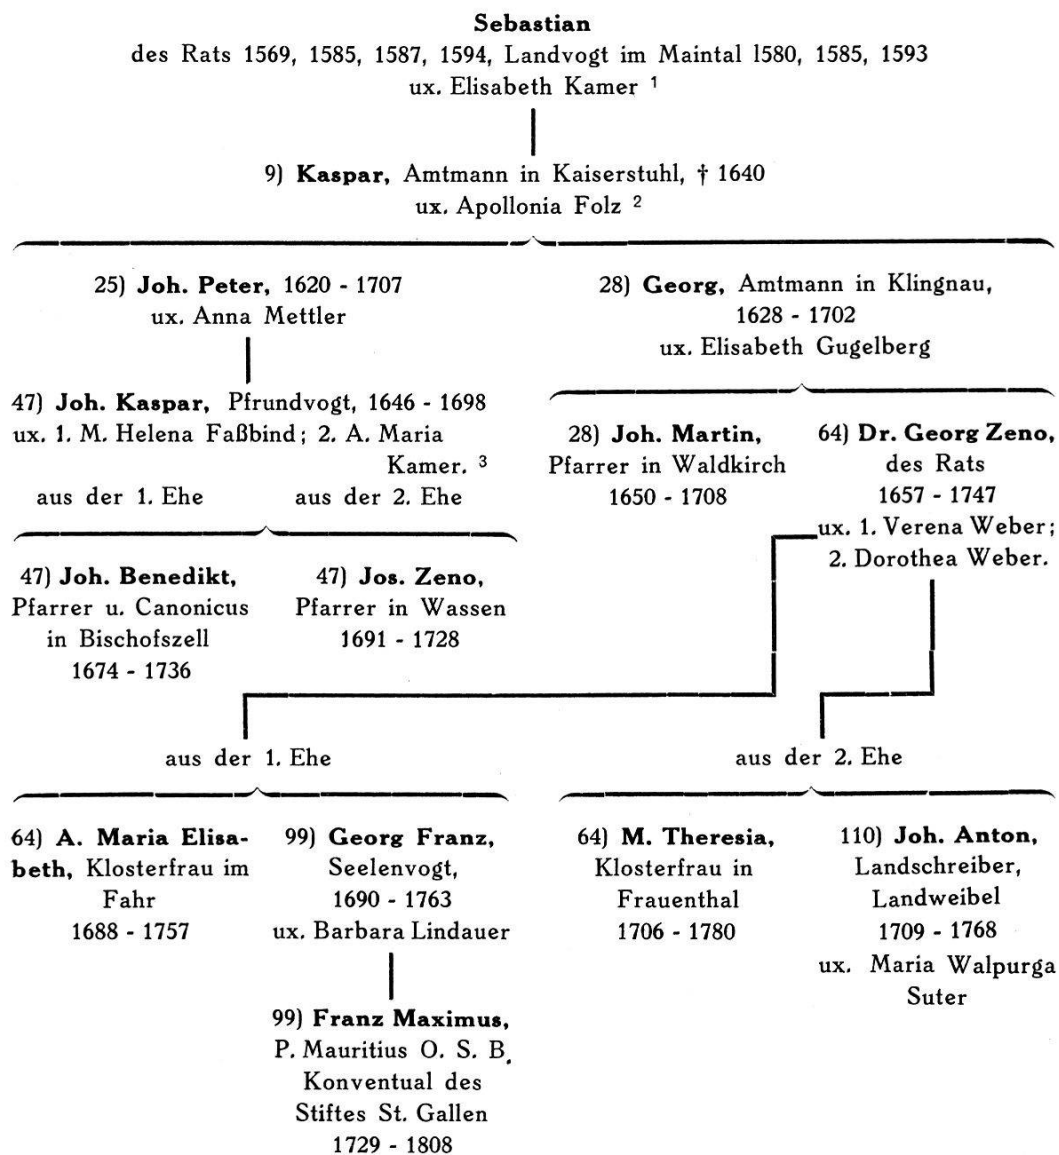 Sebastian
des Rats 1569, 1585, 1587, 1594, Landvogt im Maintal l580, 1585, 1593
ux. Elisabeth Kamer ¹
9) Kaspar, Amtmann in Kaiserstuhl, † 1640
ux. Apollonia Folz ²
25) Joh. Peter, 1620 - 1707
ux. Anna Mettler
28) Georg, Amtmann in Klingnau,
1628 - 1702
ux. Elisabeth Gugelberg
47) Joh. Kaspar, Pfrundvogt, 1646 - 1698
ux. 1. M. Helena Faßbind; 2. A. Maria
Kamer. ³
aus der 1. Ehe
aus der 2. Ehe
28) Joh. Martin,
Pfarrer in Waldkirch
1650 - 1708
64) Dr. Georg Zeno,
des Rats
1657 - 1747
ux. 1. Verena Weber;
2. Dorothea Weber.
47) Joh. Benedikt,
Pfarrer u. Canonicus
in Bischofszell
1674 - 1736
47) Jos. Zeno,
Pfarrer in Wassen
1691 - 1728
aus der 1. Ehe
aus der 2. Ehe
64) A. Maria Elisa-
beth, Klosterfrau im
Fahr
1688 - 1757
99) Georg Franz,
Seelenvogt,
1690 - 1763
ux. Barbara Lindauer
64) M. Theresia,
Klosterfrau in
Frauenthal
1706 - 1780
110) Joh. Anton,
Landschreiber,
Landweibel
1709 - 1768
ux. Maria Walpurga
Suter
99) Franz Maximus,
P. Mauritius O. S. B.
Konventual des
Stiftes St. Gallen
1729 - 1808